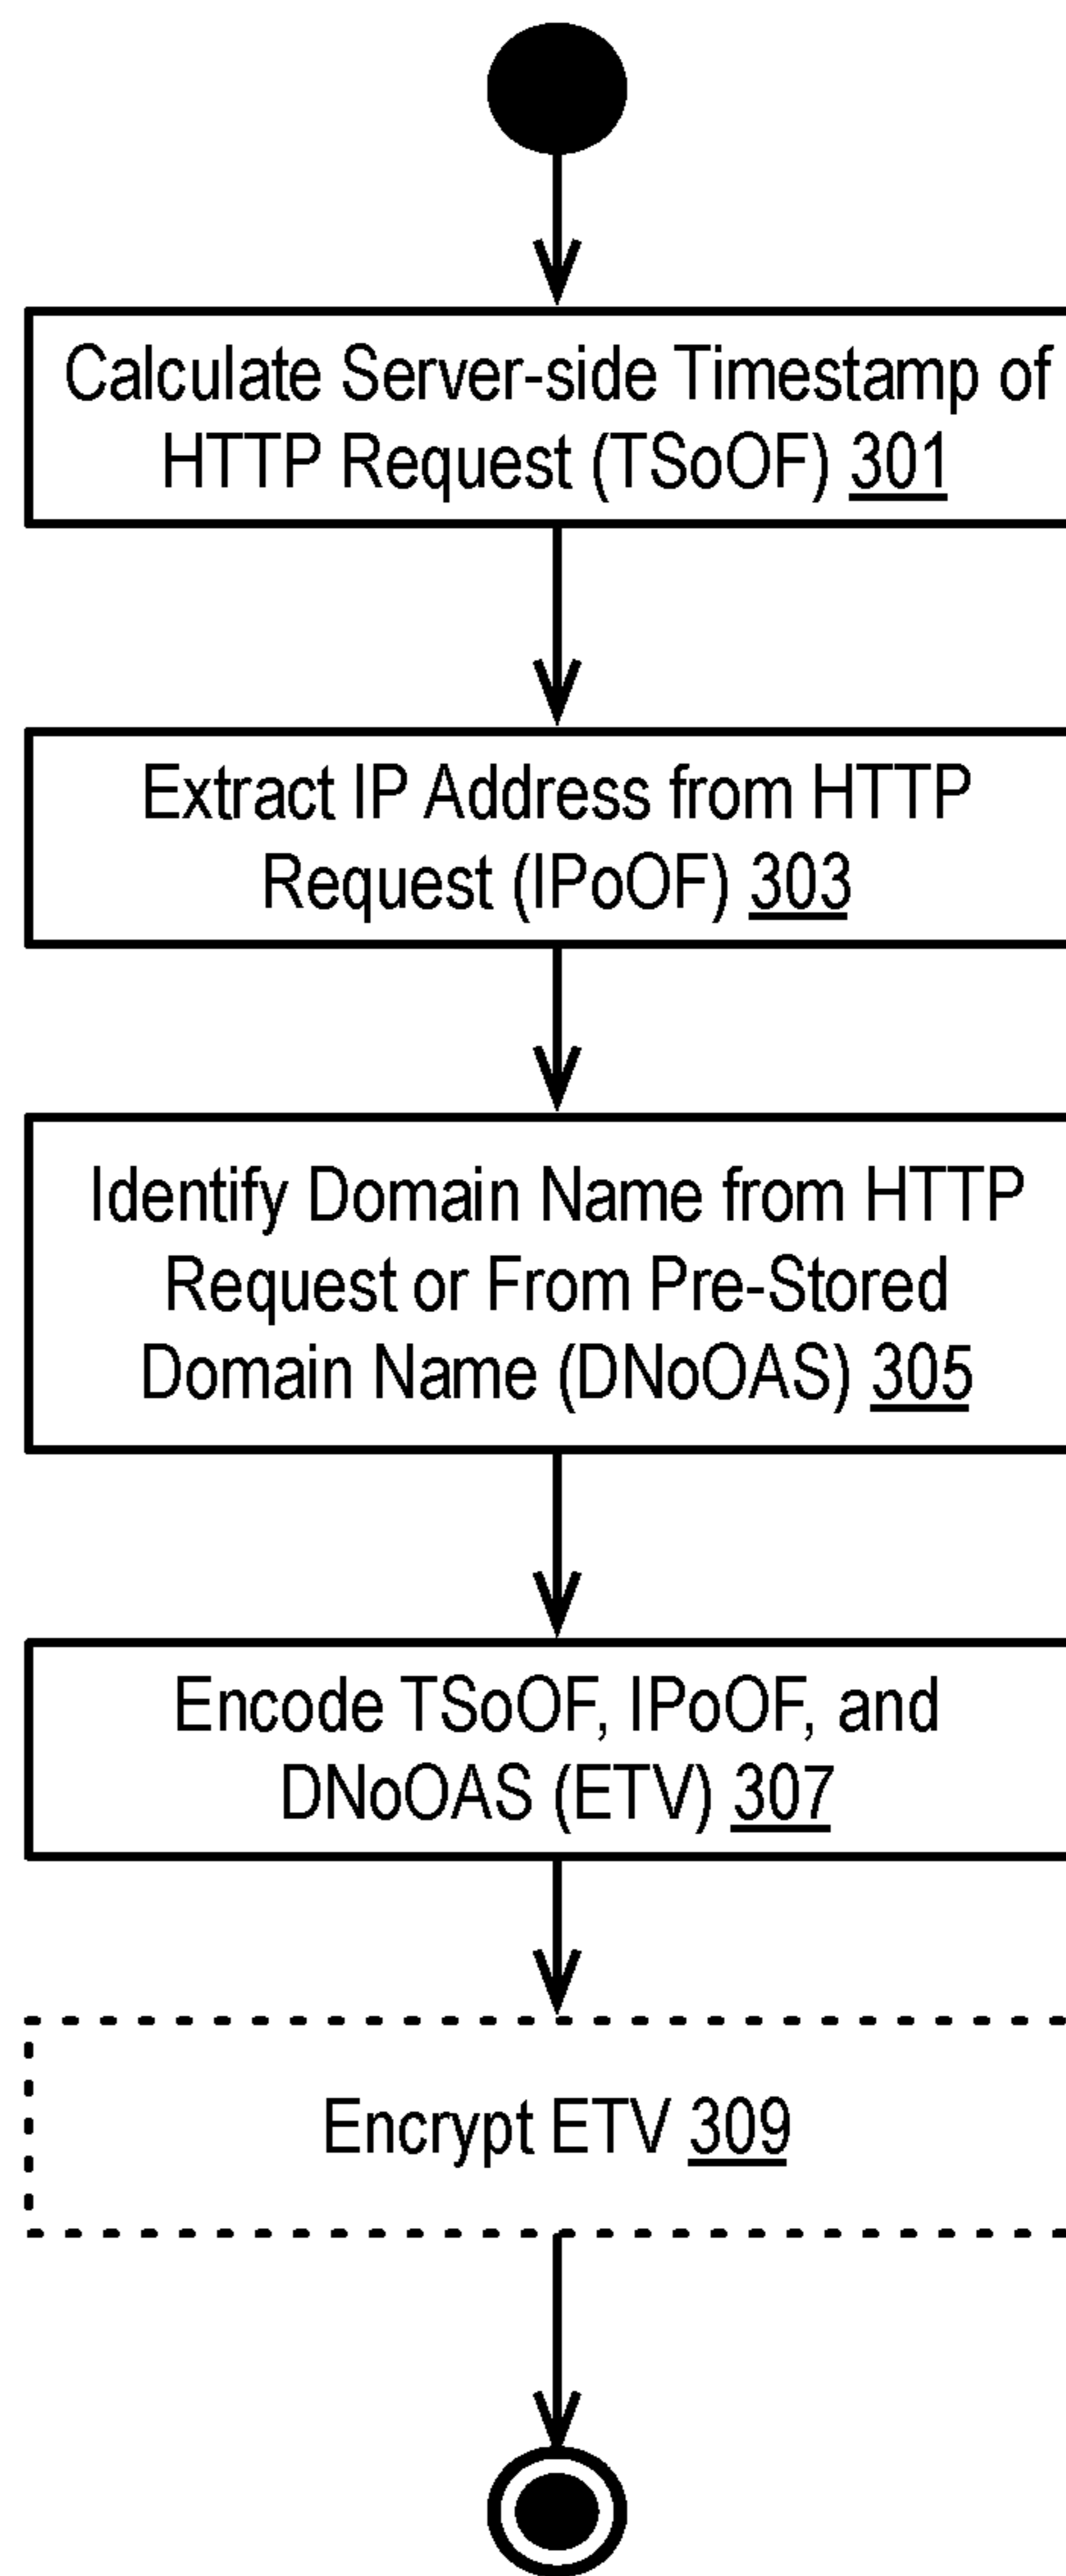 Calculate Server-side Timestamp of
HTTP Request (TSoOF) 301
Extract IP Address from HTTP
Request (IPoOF) 303
Identify Domain Name from HTTP
Request or From Pre-Stored
Domain Name (DNoOAS) 305
Encode TSoOF, IPoOF, and
DNoOAS (ETV) 307
Encrypt ETV 309